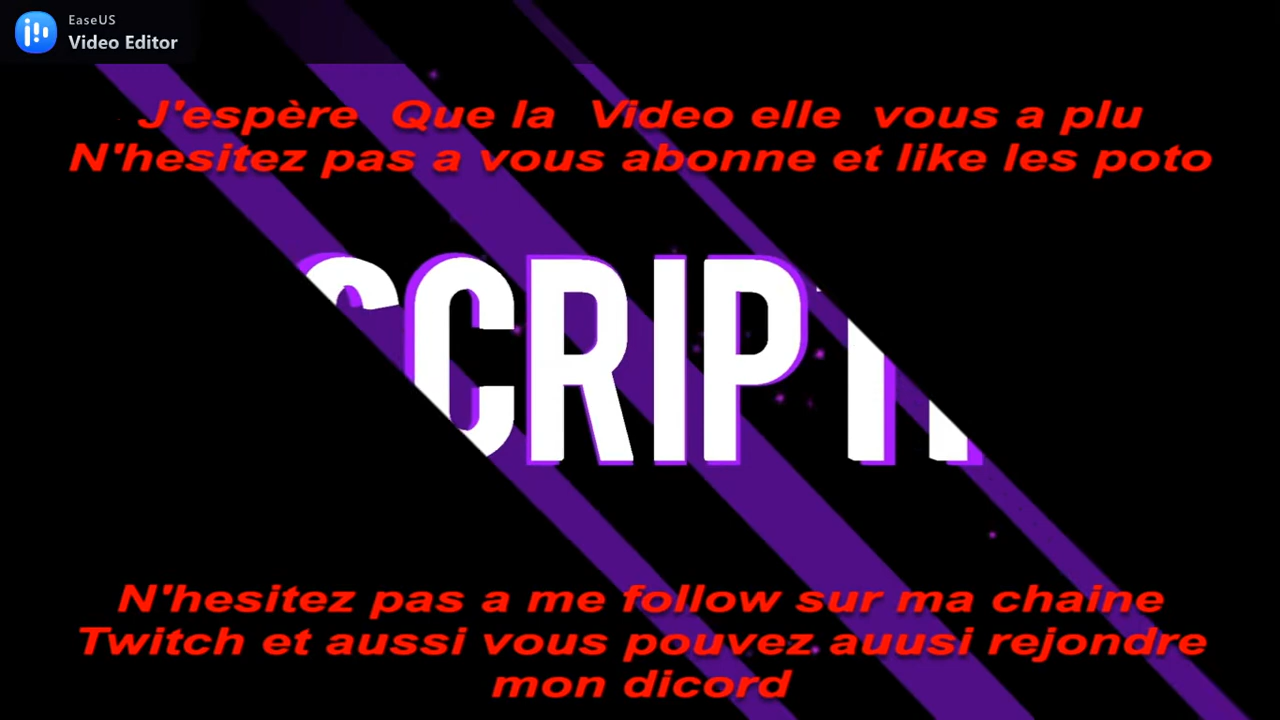 EaseUS
Video Editor
J'espère Que la Video elle vous a plu
N'hesitez pas a vous abonne et like les poto
N'hesitez pas a me follow sur ma chaine
Twitch et aussi vous pouvez auusi rejondre
mon dicord